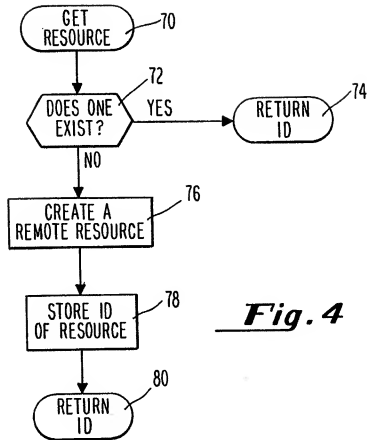 GET
RESOURCE
70
72
DOES ONE
EXIST?
YES
RETURN
ID
74
NO
CREATE A
REMOTE RESOURCE
76
STORE ID
OF RESOURCE
78
Fig. 4
80
RETURN
ID